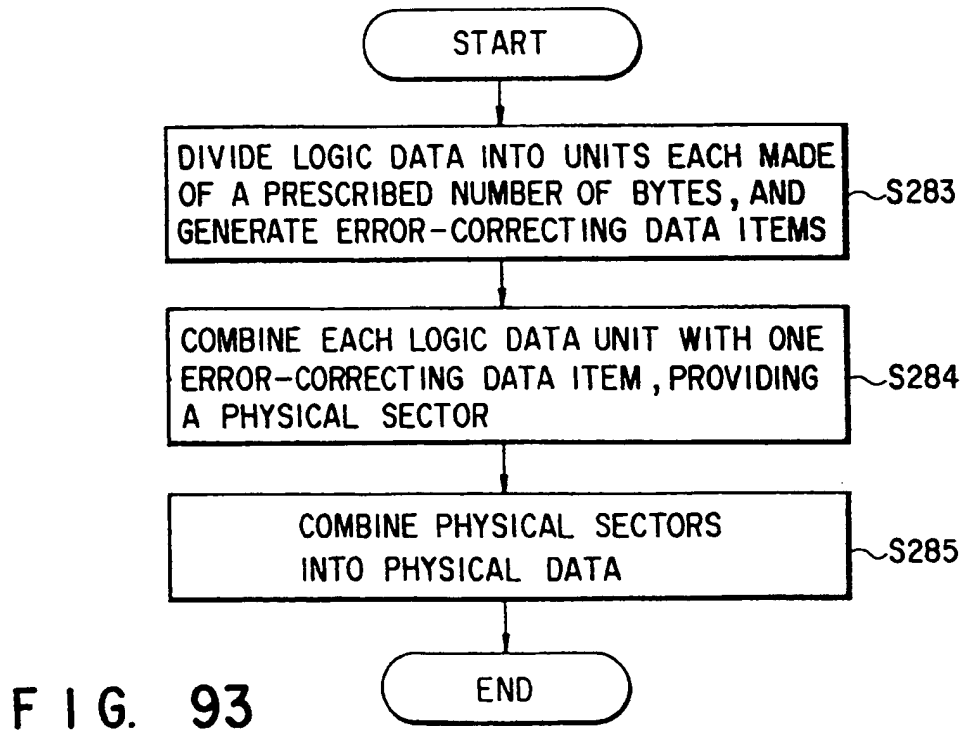 START
DIVIDE LOGIC DATA INTO UNITS EACH MADE
OF A PRESCRIBED NUMBER OF BYTES, AND
GENERATE ERROR-CORRECTING DATA ITEMS
S283
COMBINE EACH LOGIC DATA UNIT WITH ONE
ERROR-CORRECTING DATA ITEM, PROVIDING
A PHYSICAL SECTOR
S284
COMBINE PHYSICAL SECTORS
INTO PHYSICAL DATA
S285
END
FIG. 93